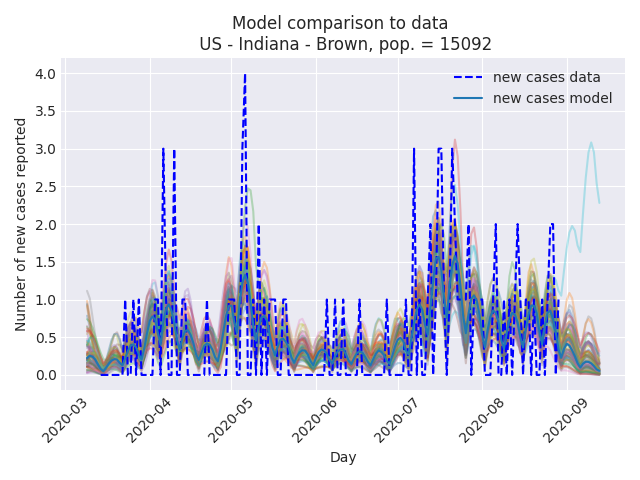 Model comparison to data
US - Indiana - Brown, pop. = 15092
new cases data
new cases model
Number of new cases reported
4.0
3.5
3.0
2.5
2.0
1.5
1.0
0.5
0.0
2020-03
2020-04
2020-05
2020-06
2020-07
2020-08
2020-09
Day